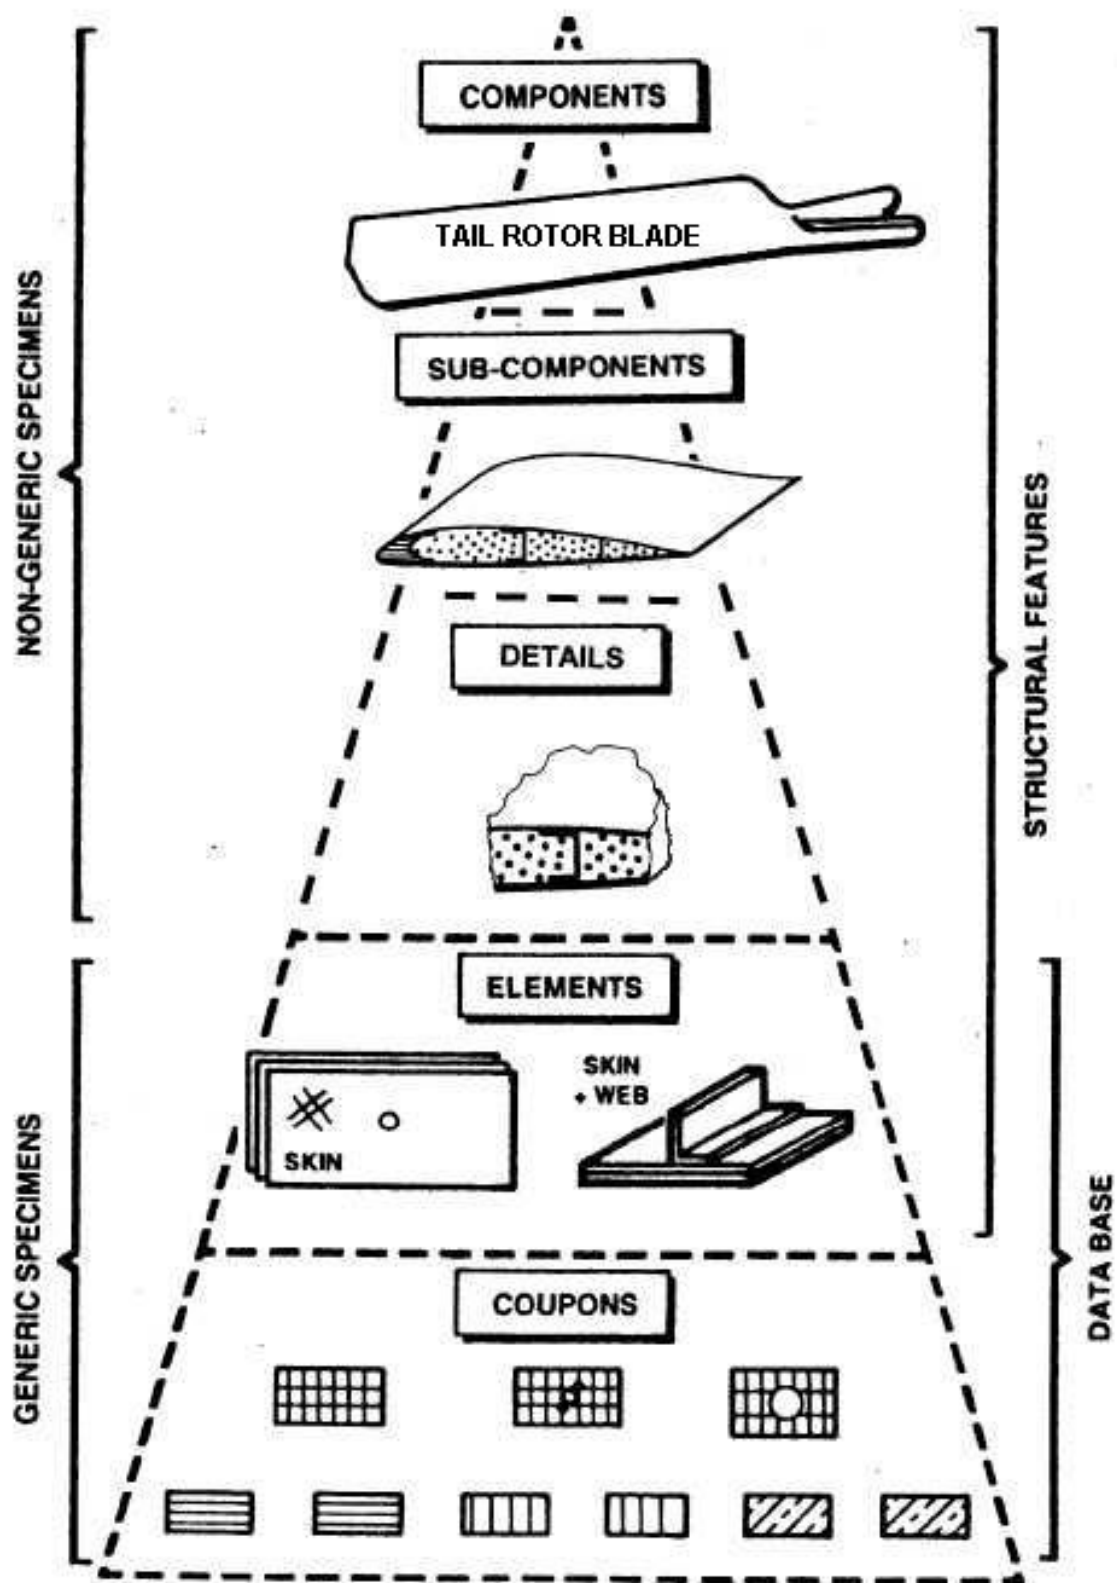 COMPONENTS
TAIL ROTOR BLADE
SUB-COMPONENTS
DETAILS
ELEMENTS
SKIN
SKIN
+ WEB
COUPONS
NON-GENERIC SPECIMENS
GENERIC SPECIMENS
STRUCTURAL FEATURES
DATA BASE